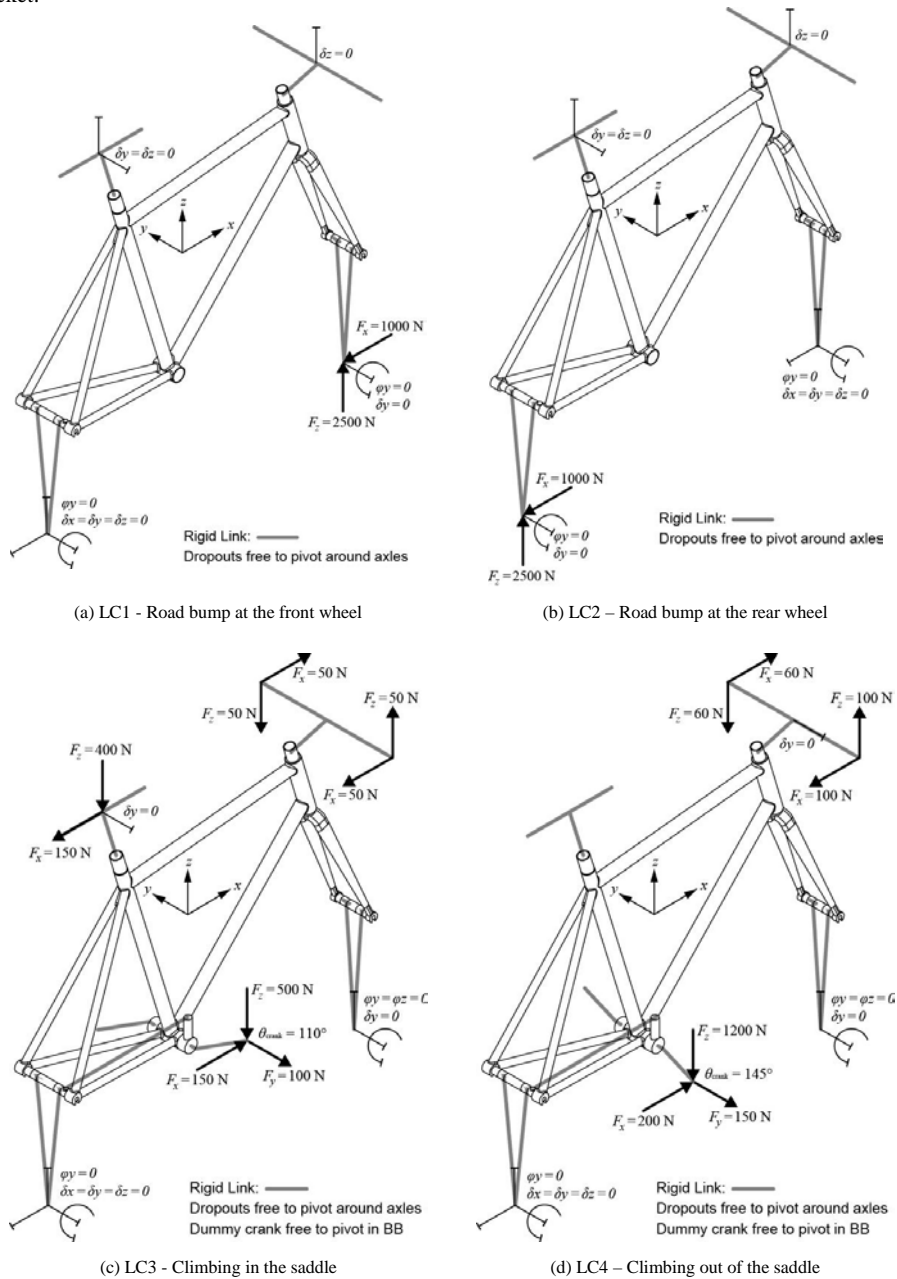 δz=0
δy=δz=0
z
y
x
Fx=1000 N
φy=0
δy=0
Fz=2500 N
φy=0
δx=δy=δz=0
Rigid Link:
Dropouts free to pivot around axles
(a) LC1 - Road bump at the front wheel
δz=0
δy=δz=0
z
y
x
φy=0
δx=δy=δz=0
Fx=1000 N
φy=0
δy=0
Fz=2500 N
Rigid Link:
Dropouts free to pivot around axles
(b) LC2 – Road bump at the rear wheel
Fx=50 N
Fz=50 N
Fz=50 N
Fx=50 N
Fz=400 N
δy=0
Fx=150 N
z
y
x
Fz=500 N
θcrank = 110°
Fx=150 N
Fy=100 N
φy=φz=0
δy=0
φy=0
δx=δy=δz=0
Rigid Link:
Dropouts free to pivot around axles
Dummy crank free to pivot in BB
(c) LC3 - Climbing in the saddle
Fx=60 N
Fz=100 N
Fz=60 N
δy=0
Fx=100 N
z
y
x
Fz=1200 N
θcrank = 145°
Fx=200 N
Fy=150 N
φy=φz=0
δy=0
φy=0
δx=δy=δz=0
Rigid Link:
Dropouts free to pivot around axles
Dummy crank free to pivot in BB
(d) LC4 – Climbing out of the saddle